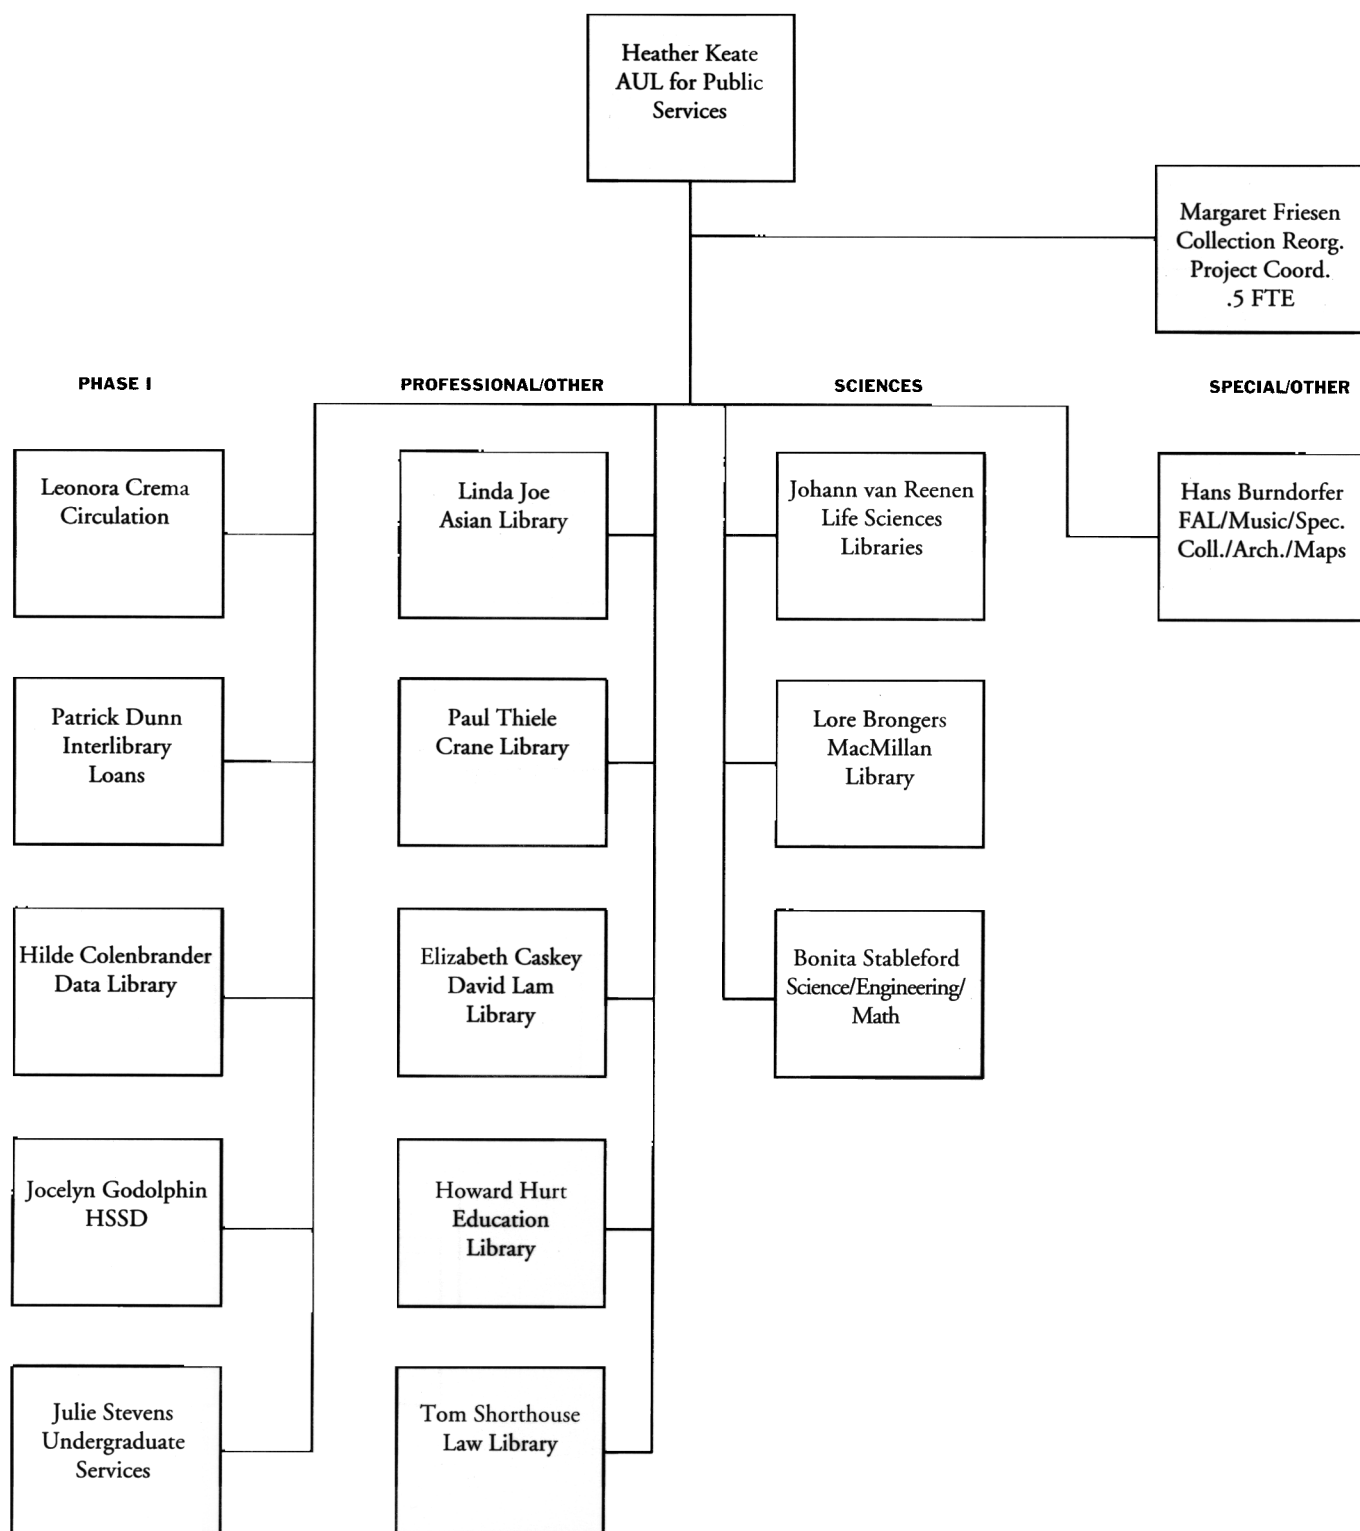 Heather Keate
AUL for Public
Services
Margaret Friesen
Collection Reorg.
Project Coord.
.5 FTE
PHASE I
PROFESSIONAL/OTHER
SCIENCES
SPECIAL/OTHER
Leonora Crema
Circulation
Linda Joe
Asian Library
Johann van Reenen
Life Sciences
Libraries
Hans Burndorfer
FAL/Music/Spec.
Coll./Arch./Maps
Patrick Dunn
Interlibrary
Loans
Paul Thiele
Crane Library
Lore Brongers
MacMillan
Library
Hilde Colenbrander
Data Library
Elizabeth Caskey
David Lam
Library
Bonita Stableford
Science/Engineering/
Math
Jocelyn Godolphin
HSSD
Howard Hurt
Education
Library
Julie Stevens
Undergraduate
Services
Tom Shorthouse
Law Library